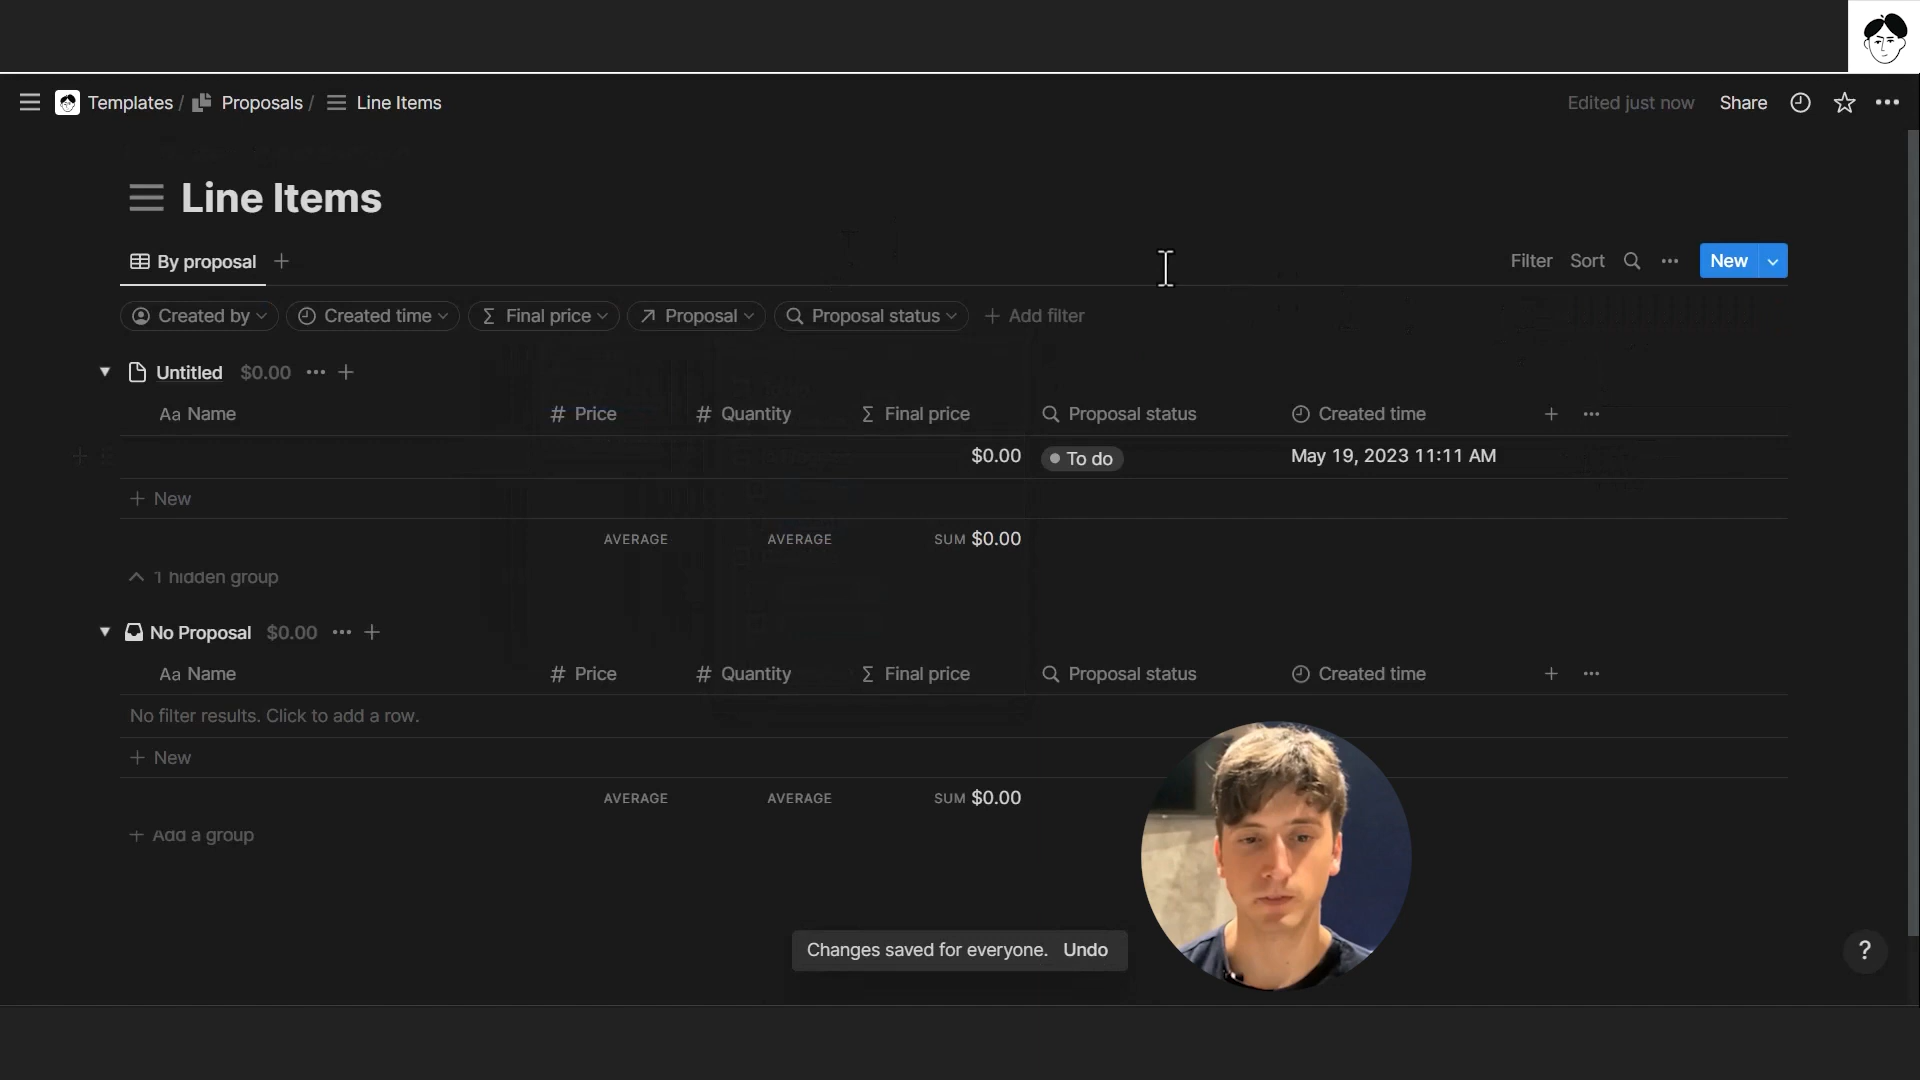 Templates / Proposals / Line Items
Edited just now Share
Line Items
By proposal
Filter Sort New
Created by Created time Final price Proposal Proposal status Add filter
Untitled $0.00
Aa Name # Price # Quantity Σ Final price Proposal status Created time
$0.00 To do May 19, 2023 11:11 AM
+ New
AVERAGE AVERAGE SUM $0.00
1 hidden group
No Proposal $0.00
Aa Name # Price # Quantity Σ Final price Proposal status Created time
No filter results. Click to add a row.
+ New
AVERAGE AVERAGE SUM $0.00
+ Add a group
Changes saved for everyone. Undo
?